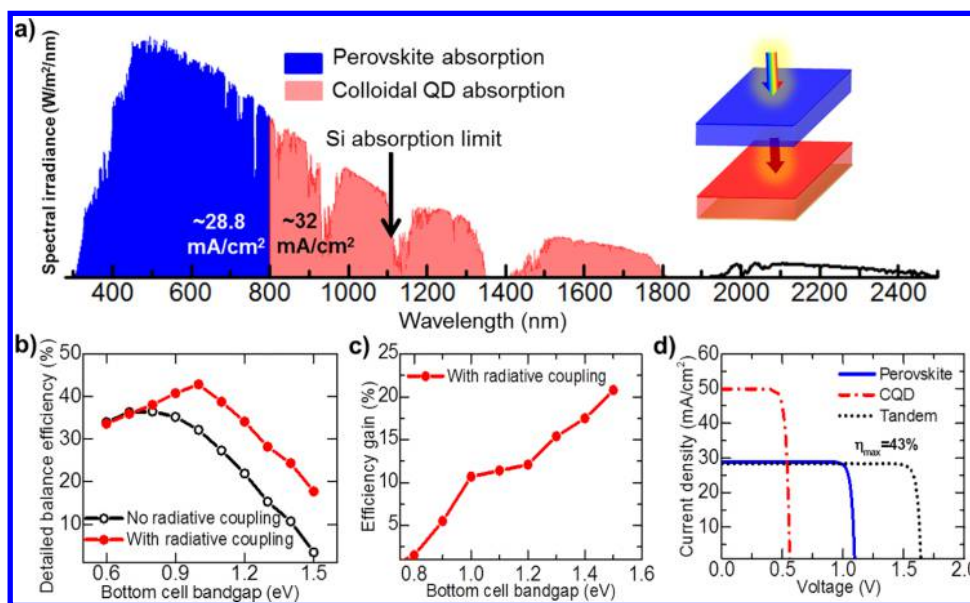 a)
Spectral irradiance (W/m²/nm)
Perovskite absorption
Colloidal QD absorption
Si absorption limit
~28.8
mA/cm²
~32
mA/cm²
400 600 800 1000 1200 1400 1600 1800 2000 2200 2400
Wavelength (nm)
b)
Detailed balance efficiency (%)
50
40
30
20
10
No radiative coupling
With radiative coupling
0.6 0.9 1.2 1.5
Bottom cell bandgap (eV)
c)
Efficiency gain (%)
25
20
15
10
5
With radiative coupling
0.8 1.0 1.2 1.4 1.6
Bottom cell bandgap (eV)
d)
Currrent density (mA/cm²)
60
50
40
30
20
10
Perovskite
CQD
Tandem
ηmax=43%
0.0 0.5 1.0 1.5 2.0
Voltage (V)